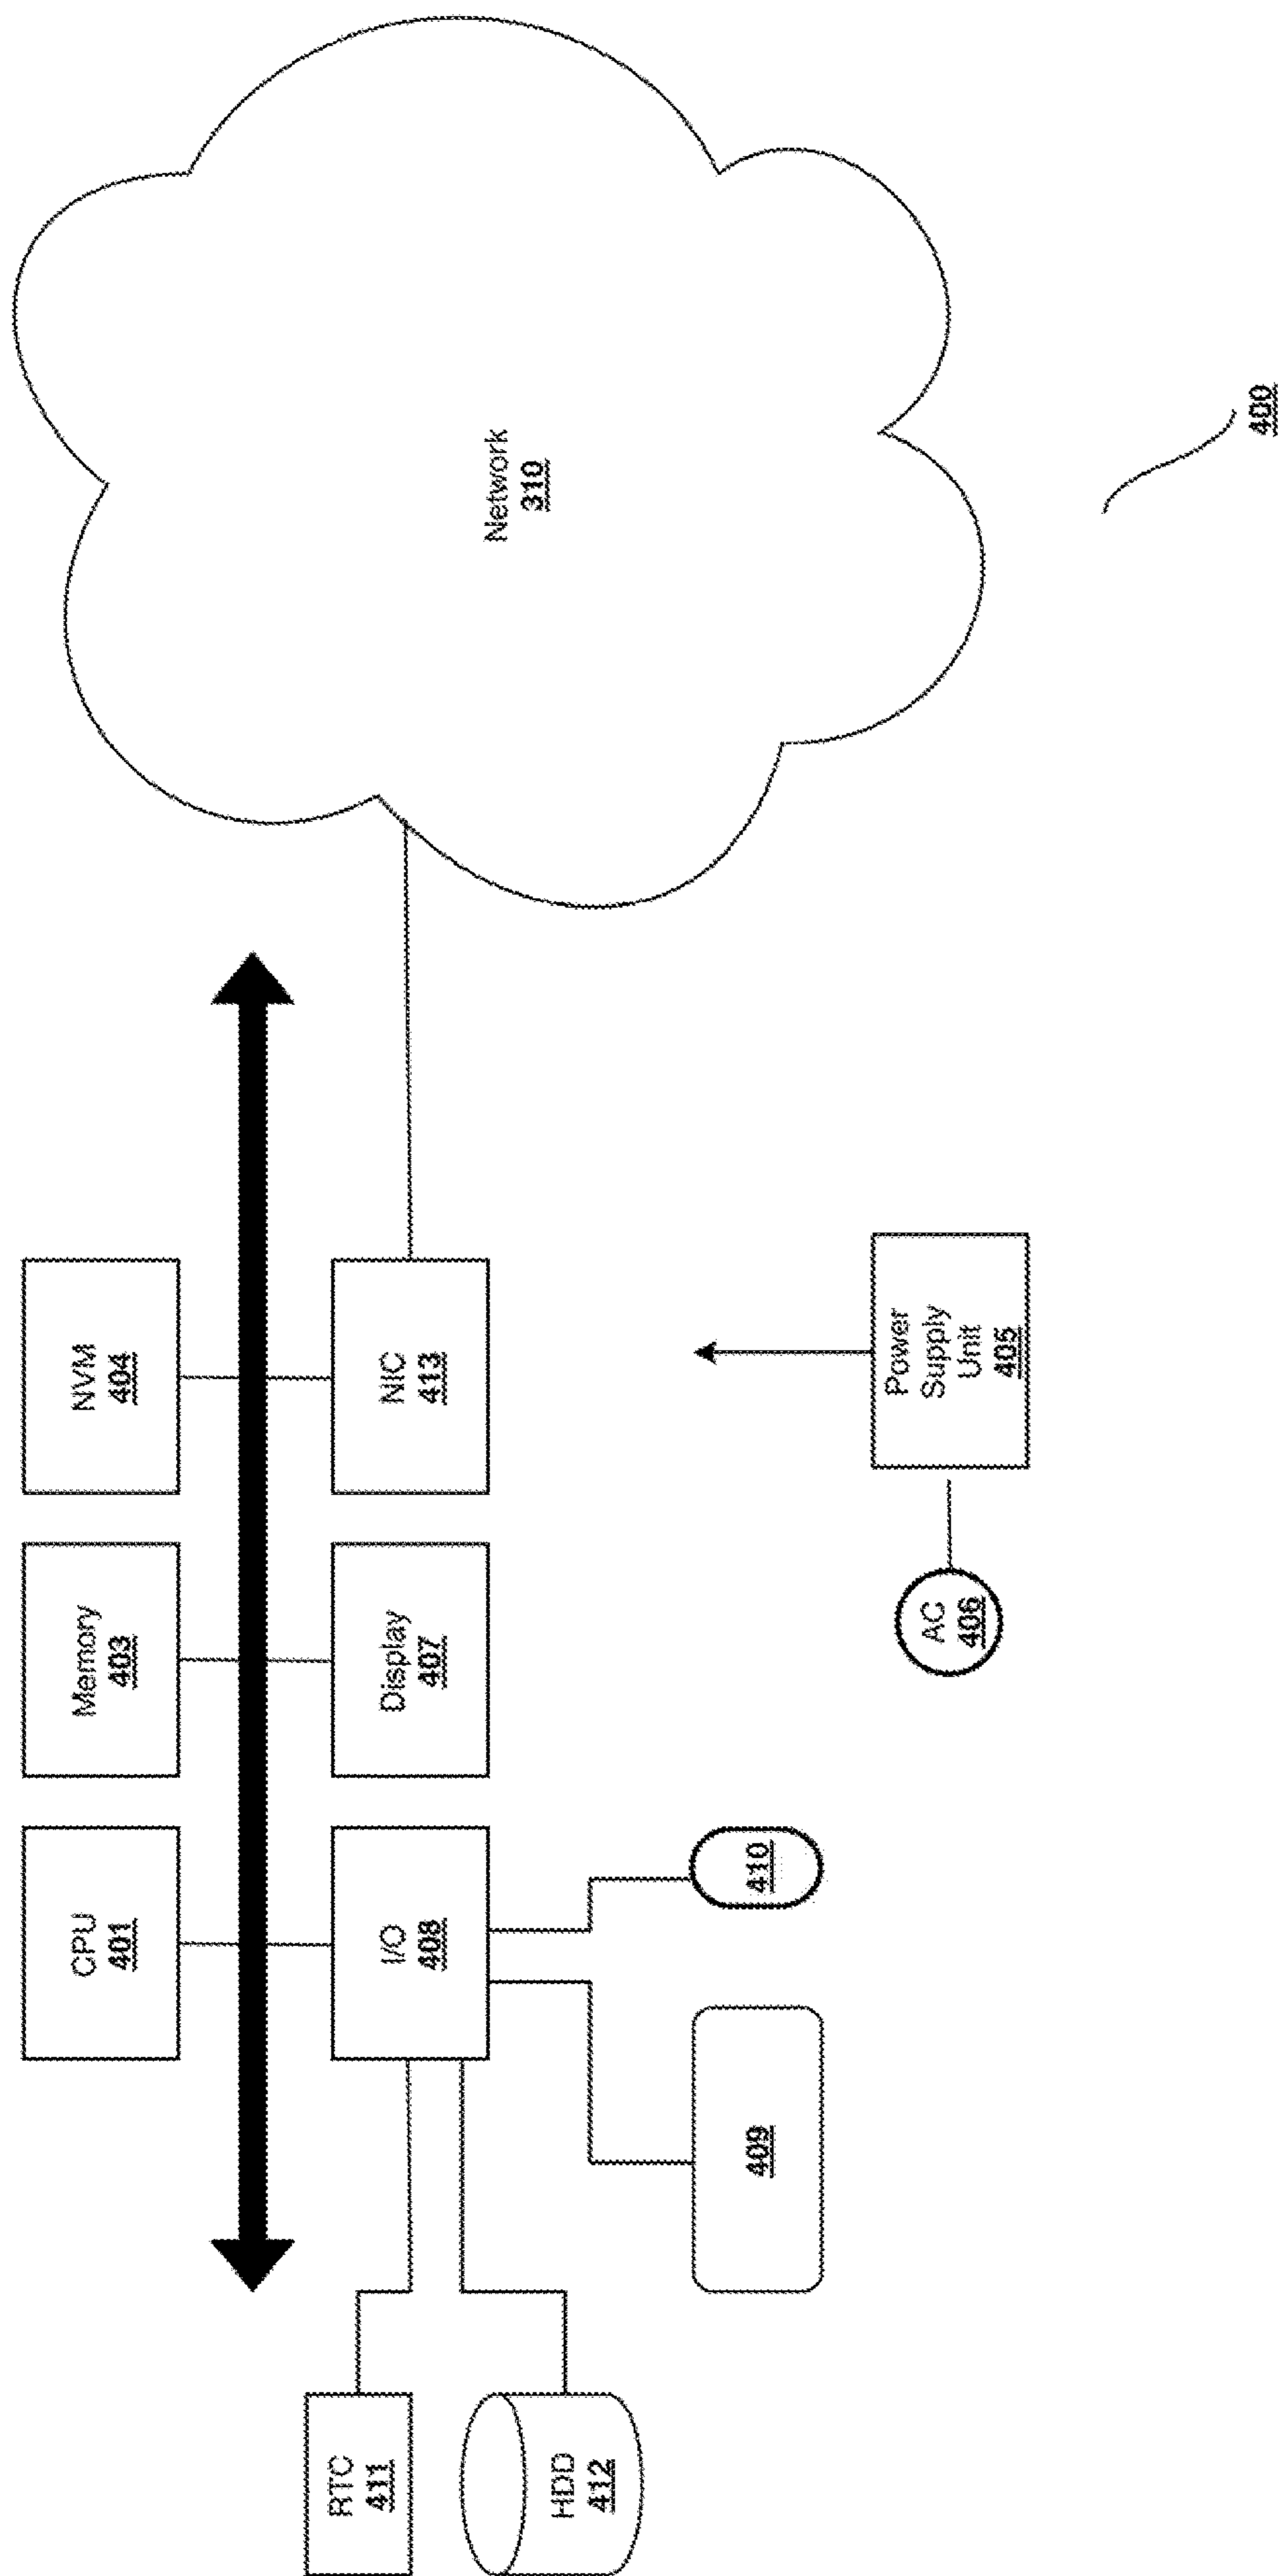 CPU
401
Memory
403
NVM
404
RTC
411
I/O
408
Display
407
NIC
413
HDD
412
Network
310
409
410
AC
406
Power
Supply
Unit
405
400